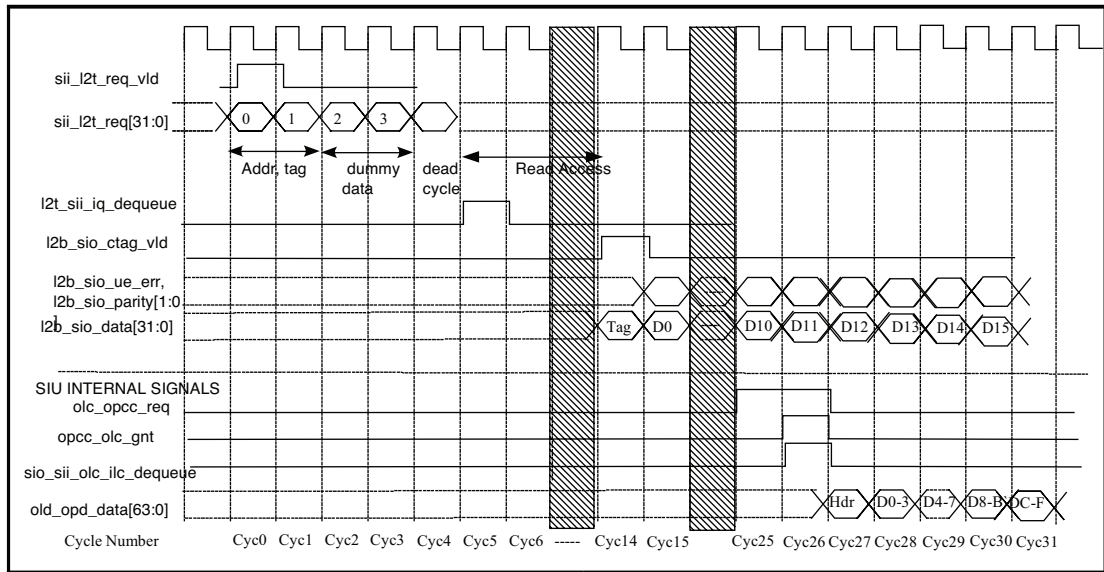 sii_l2t_req_vld
sii_l2t_req[31:0]
0 1 2 3
Addr, tag dummy data dead cycle Read Access
l2t_sii_iq_dequeue
l2b_sio_ctag_vld
l2b_sio_ue_err,
l2b_sio_parity[1:0
]
l2b_sio_data[31:0]
Tag D0 ---- D10 D11 D12 D13 D14 D15
SIU INTERNAL SIGNALS
olc_opcc_req
opcc_olc_gnt
sio_sii_olc_ilc_dequeue
old_opd_data[63:0]
Hdr D0-3 D4-7 D8-B DC-F
Cycle Number Cyc0 Cyc1 Cyc2 Cyc3 Cyc4 Cyc5 Cyc6 ----- Cyc14 Cyc15 Cyc25 Cyc26 Cyc27 Cyc28 Cyc29 Cyc30 Cyc31